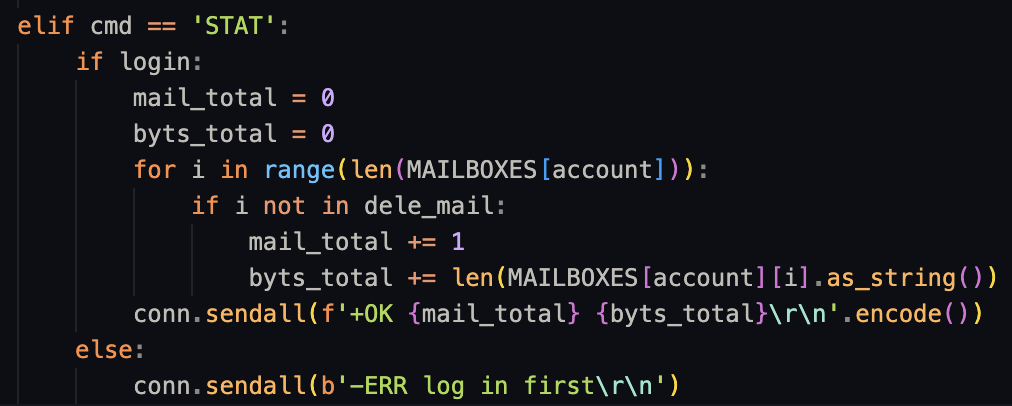 elif cmd == 'STAT':
    if login:
        mail_total = 0
        byts_total = 0
        for i in range(len(MAILBOXES[account])):
            if i not in dele_mail:
                mail_total += 1
                byts_total += len(MAILBOXES[account][i].as_string())
        conn.sendall(f'+OK {mail_total} {byts_total}\r\n'.encode())
    else:
        conn.sendall(b'-ERR log in first\r\n')